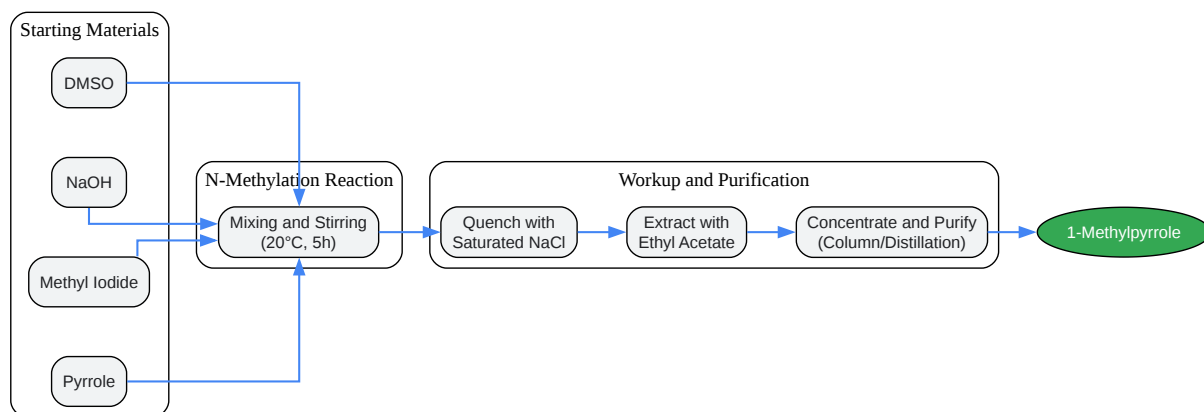 Starting Materials
DMSO
NaOH
Methyl Iodide
Pyrrole
N-Methylation Reaction
Mixing and Stirring
(20°C, 5h)
Workup and Purification
Quench with
Saturated NaCl
Extract with
Ethyl Acetate
Concentrate and Purify
(Column/Distillation)
1-Methylpyrrole